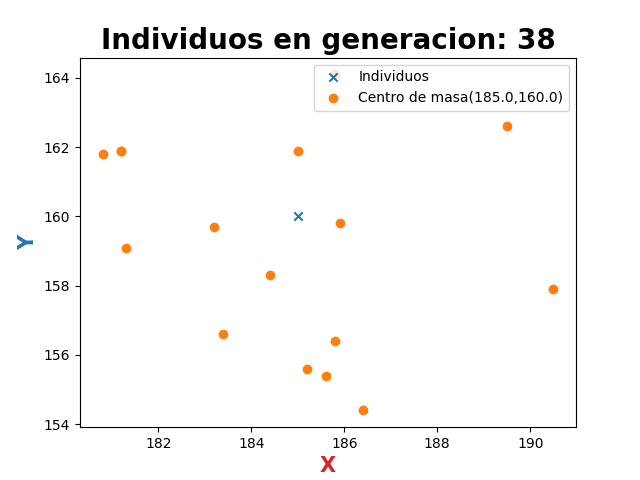 Individuos en generacion: 38
Individuos
Centro de masa(185.0,160.0)
164
162
160
158
156
154
Y
182
184
186
188
190
X